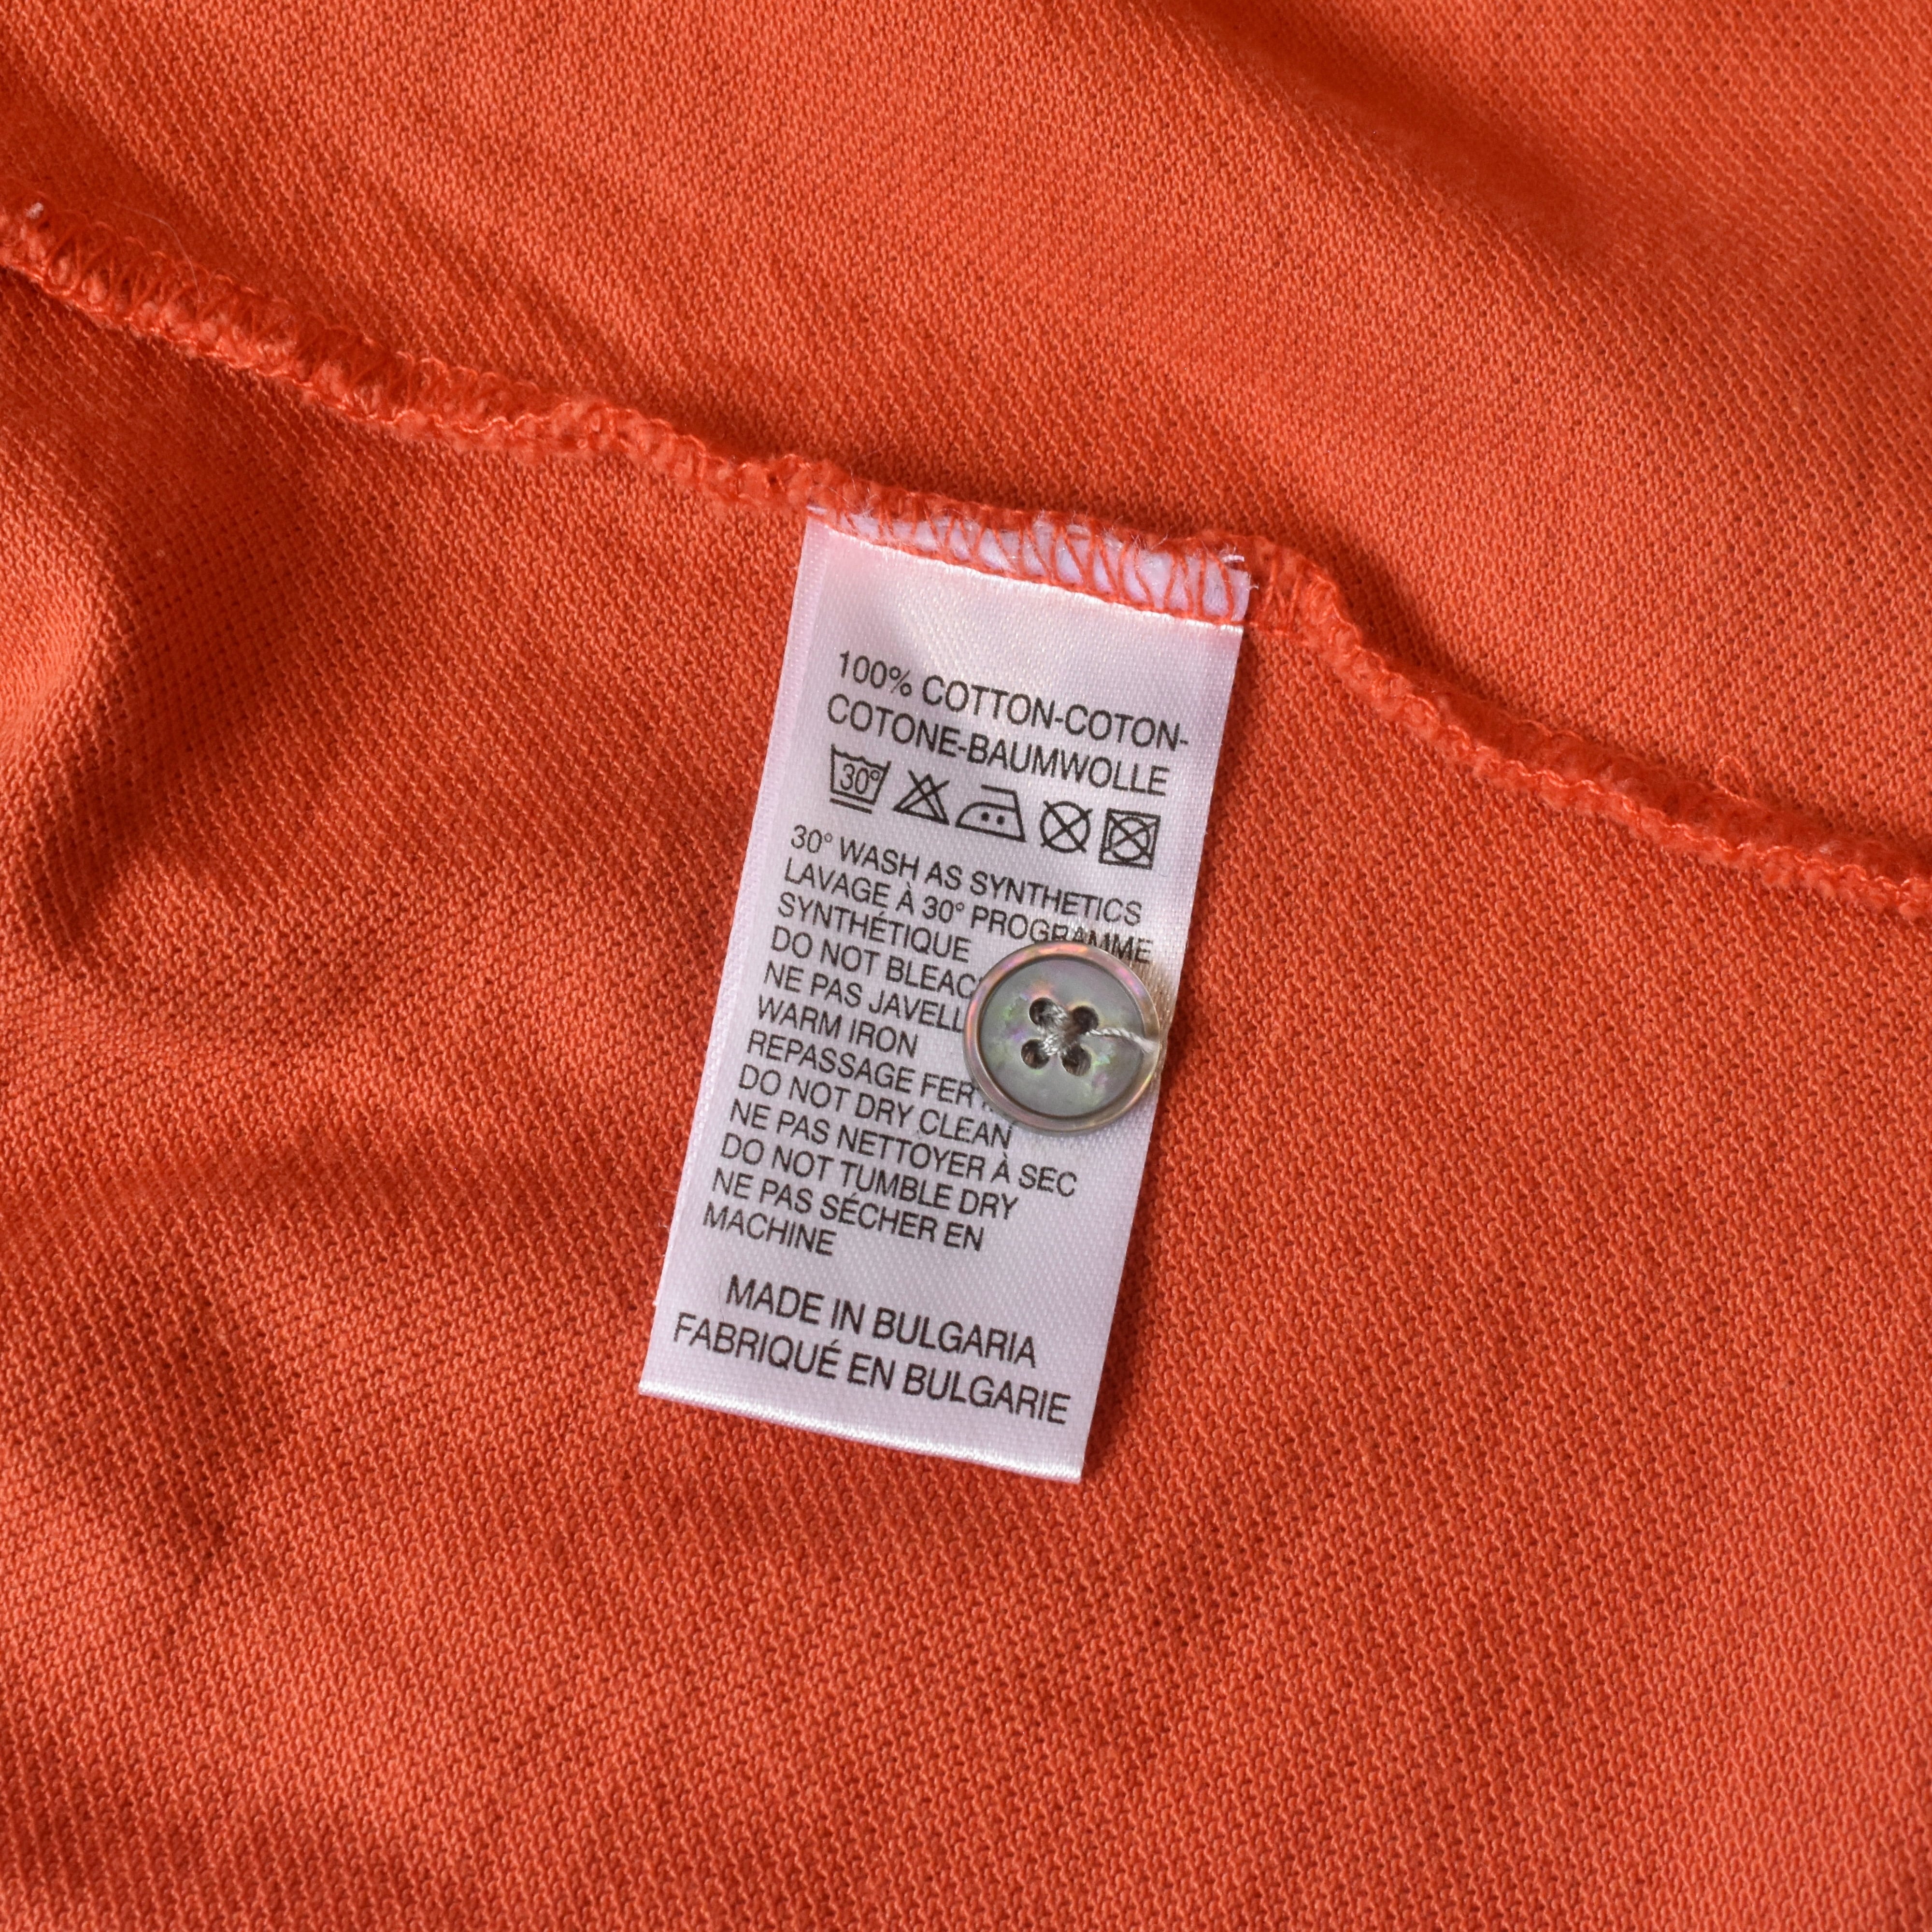 100% COTTON-COTON-
COTONE-BAUMWOLLE
30°
30° WASH AS SYNTHETICS
LAVAGE À 30° PROGRAMME
SYNTHÉTIQUE
DO NOT
NE PAS
WARM IRON
REPASSAGE FER
DO NOT DRY CLEAN
NE PAS NETTOYER À SEC
DO NOT TUMBLE DRY
NE PAS SÉCHER EN
MACHINE
MADE IN BULGARIA
FABRIQUÉ EN BULGARIE